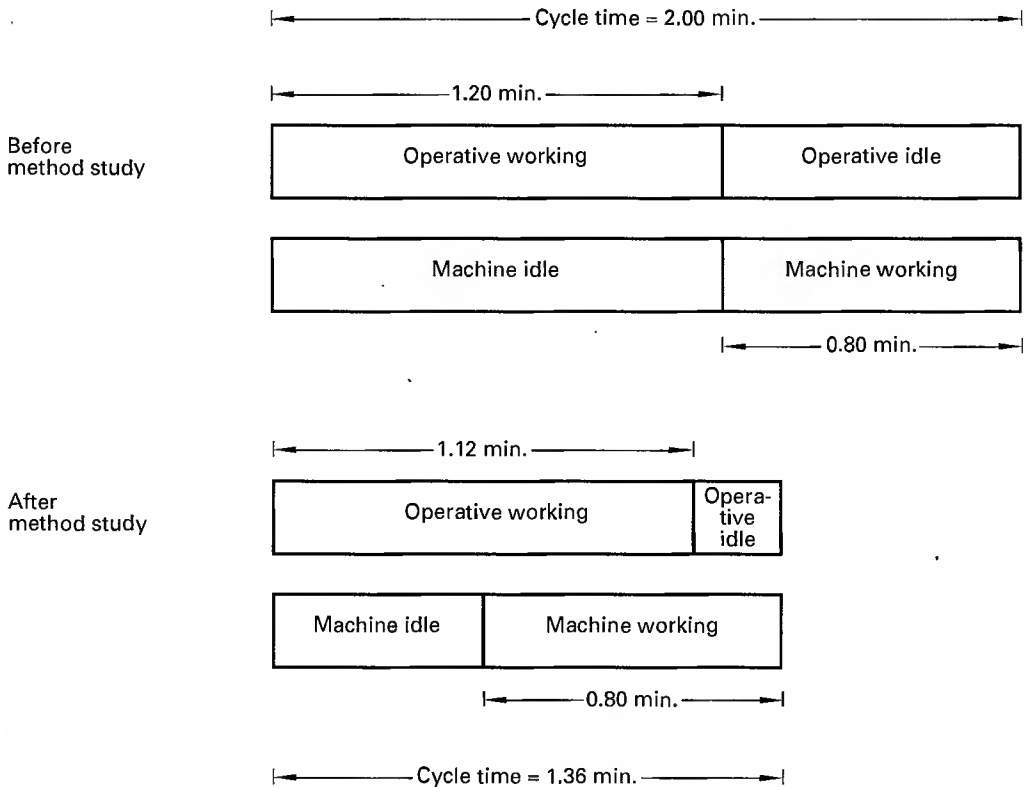 Cycle time = 2.00 min.
1.20 min.
Before
method study
Operative working
Operative idle
Machine idle
Machine working
0.80 min.
1.12 min.
After
method study
Operative working
Opera-
tive
idle
Machine idle
Machine working
0.80 min.
Cycle time = 1.36 min.